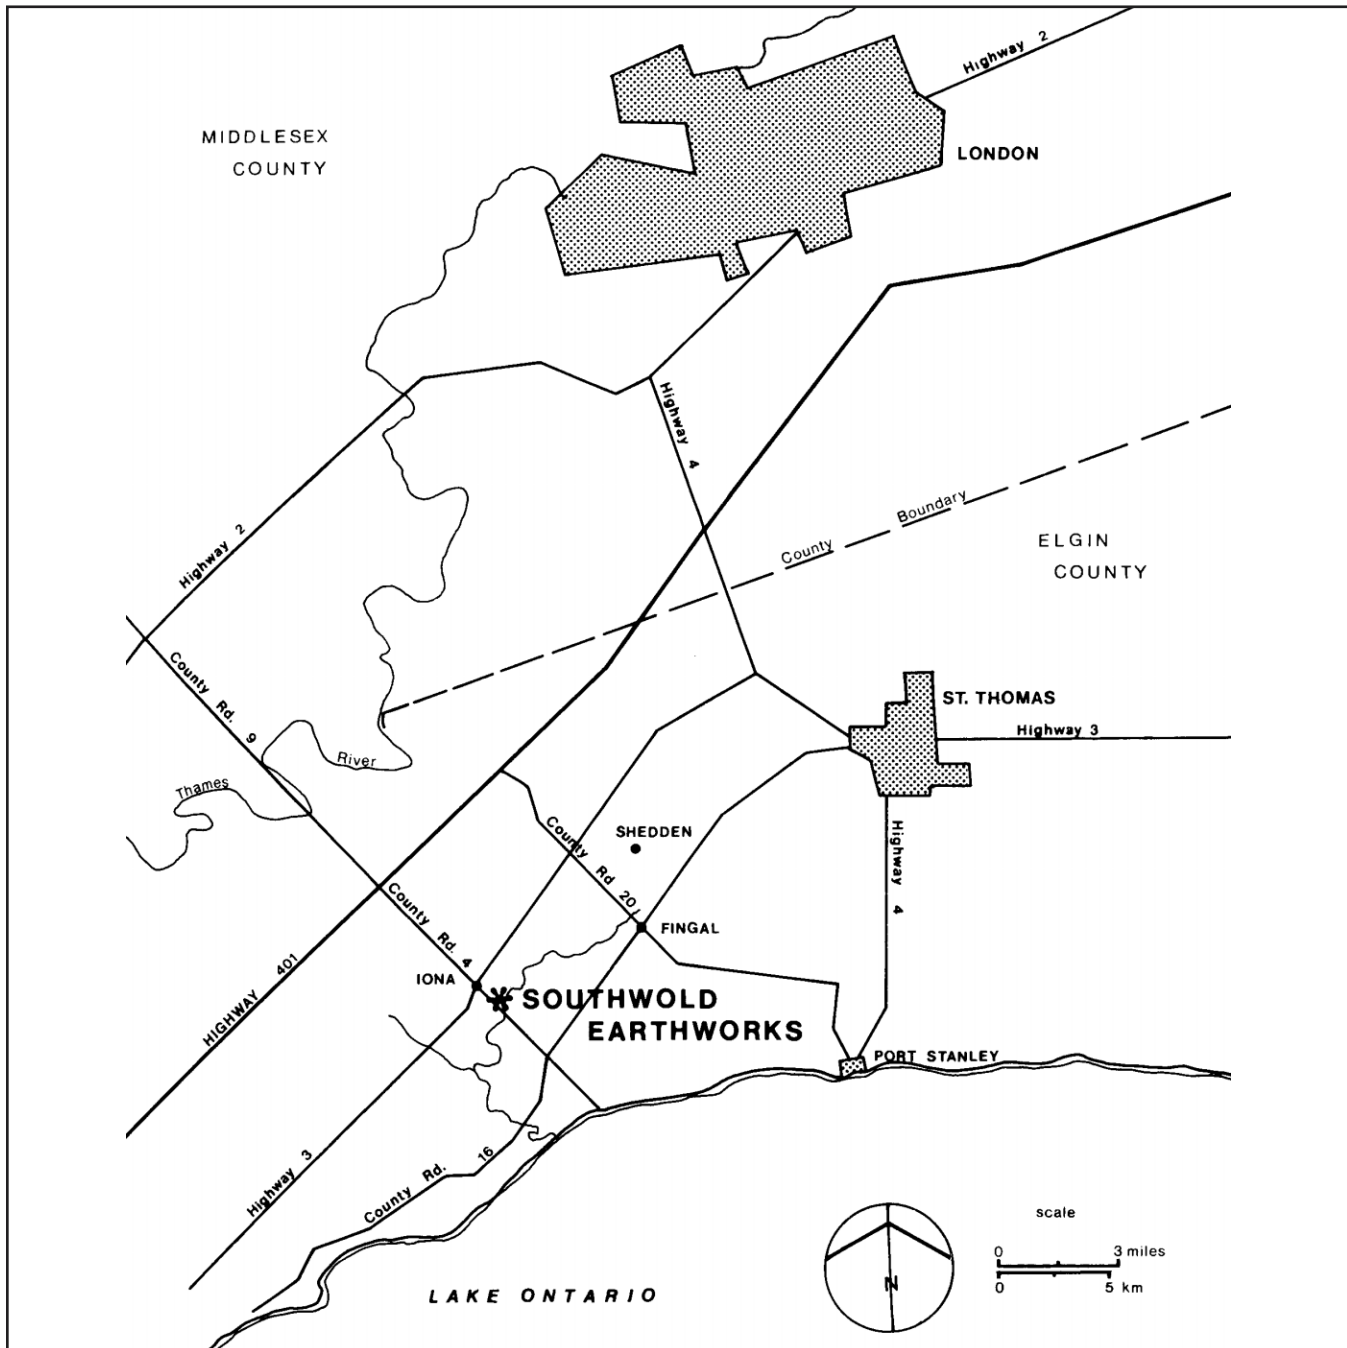 Highway 2
MIDDLESEX
COUNTY
LONDON
Highway 4
County Boundary
ELGIN
COUNTY
Highway 2
County Rd. 9
ST. THOMAS
Highway 3
River
Thames
SHEDDEN
County Rd 20
Highway 4
County Rd. 4
FINGAL
HIGHWAY 401
IONA
SOUTHWOLD
EARTHWORKS
PORT STANLEY
Highway 3
County Rd. 16
LAKE ONTARIO
N
scale
0 3 miles
0 5 km